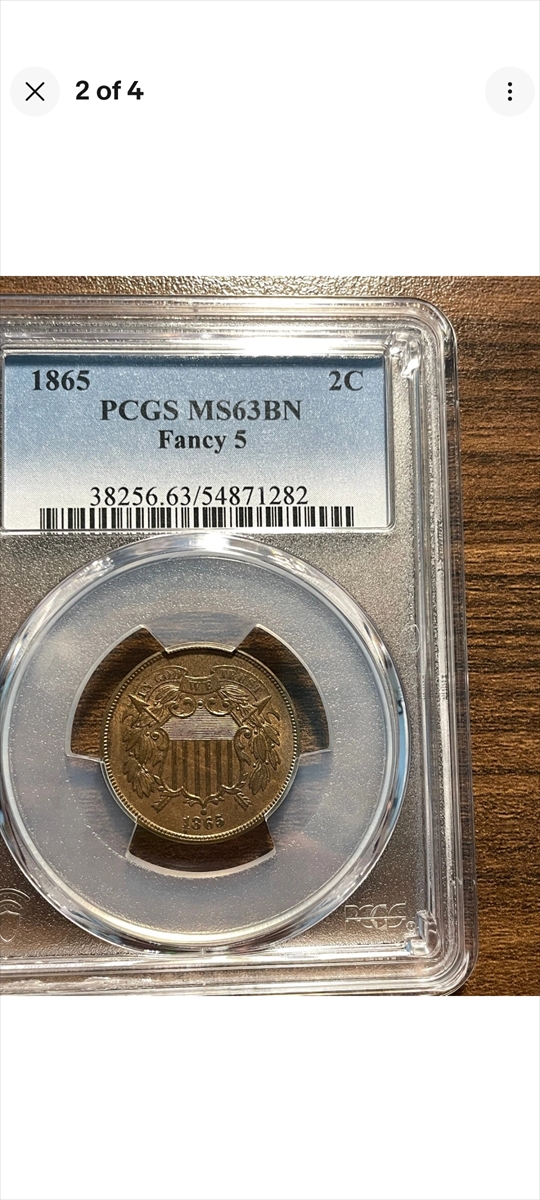 2 of 4
1865 2C
PCGS MS63BN
Fancy 5
38256.63/54871282
IN GOD WE TRUST
1865
PCGS